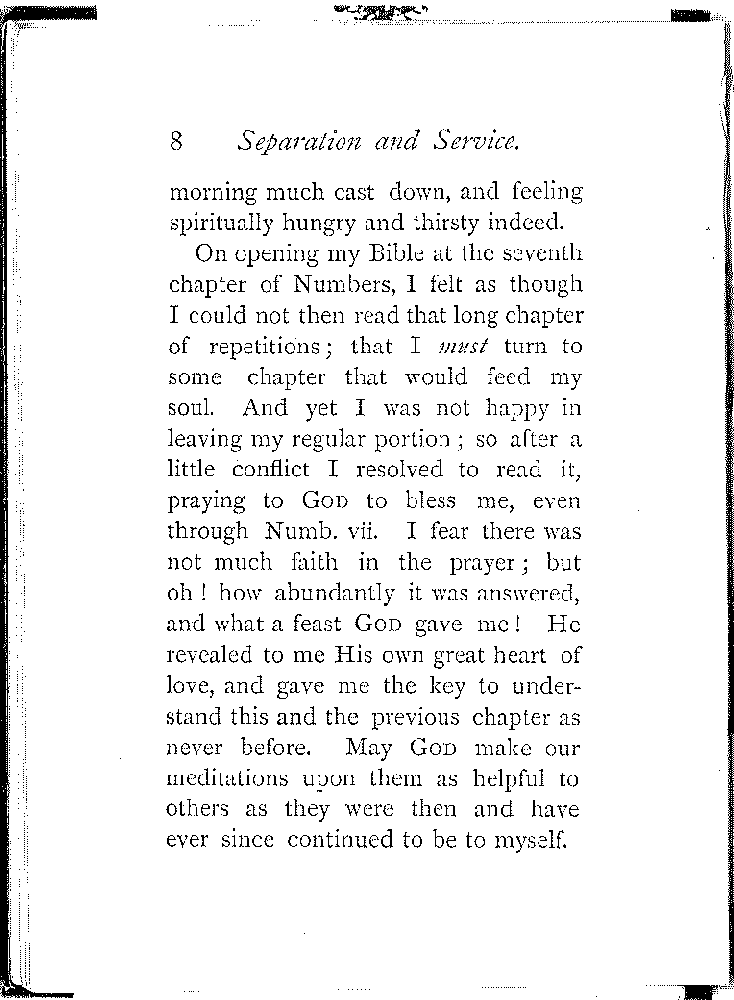 8 Separation and Service.
morning much cast down, and feeling
spiritually hungry and thirsty indeed.
On opening my Bible at the seventh
chapter of Numbers, I felt as though
I could not then read that long chapter
of repetitions; that I must turn to
some chapter that would feed my
soul. And yet I was not happy in
leaving my regular portion; so after a
little conflict I resolved to read it,
praying to GOD to bless me, even
through Numb. vii. I fear there was
not much faith in the prayer; but
oh! how abundantly it was answered,
and what a feast GOD gave me! He
revealed to me His own great heart of
love, and gave me the key to under-
stand this and the previous chapter as
never before. May GOD make our
meditations upon them as helpful to
others as they were then and have
ever since continued to be to myself.